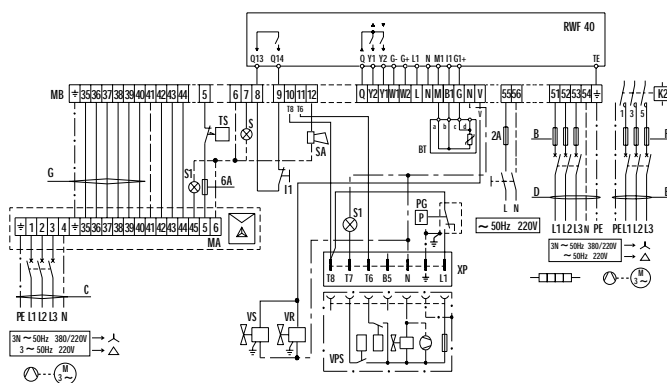 RWF 40
Q13 Q14 Q Y1 Y2 G- G+ L1 N M1 I1 G1+ TE
MB 35 36 37 38 39 40 41 42 43 44 5 6 7 8 9 10 11 12 Q Y2 Y1 W1 W2 L N M B1 G N V 55 56 51 52 53 54 K2
T8 T6 V
1 3 5
TS S SA a b c d 2A B F
BT
G S1 6A I1 L N D E
PG
P
S1
~ 50Hz 220V
L1 L2 L3 N PE PE L1 L2 L3
35 36 37 38 39 40 41 42 43 44 45 5 6
1 2 3 4
MA
3N ~ 50Hz 380/220V
~ 50Hz 220V
XP
T8 T7 T6 B5 N L1
C
PE L1 L2 L3 N
M
3~
VS VR
VPS
3N ~ 50Hz 380/220V
3 ~ 50Hz 220V
M
3~